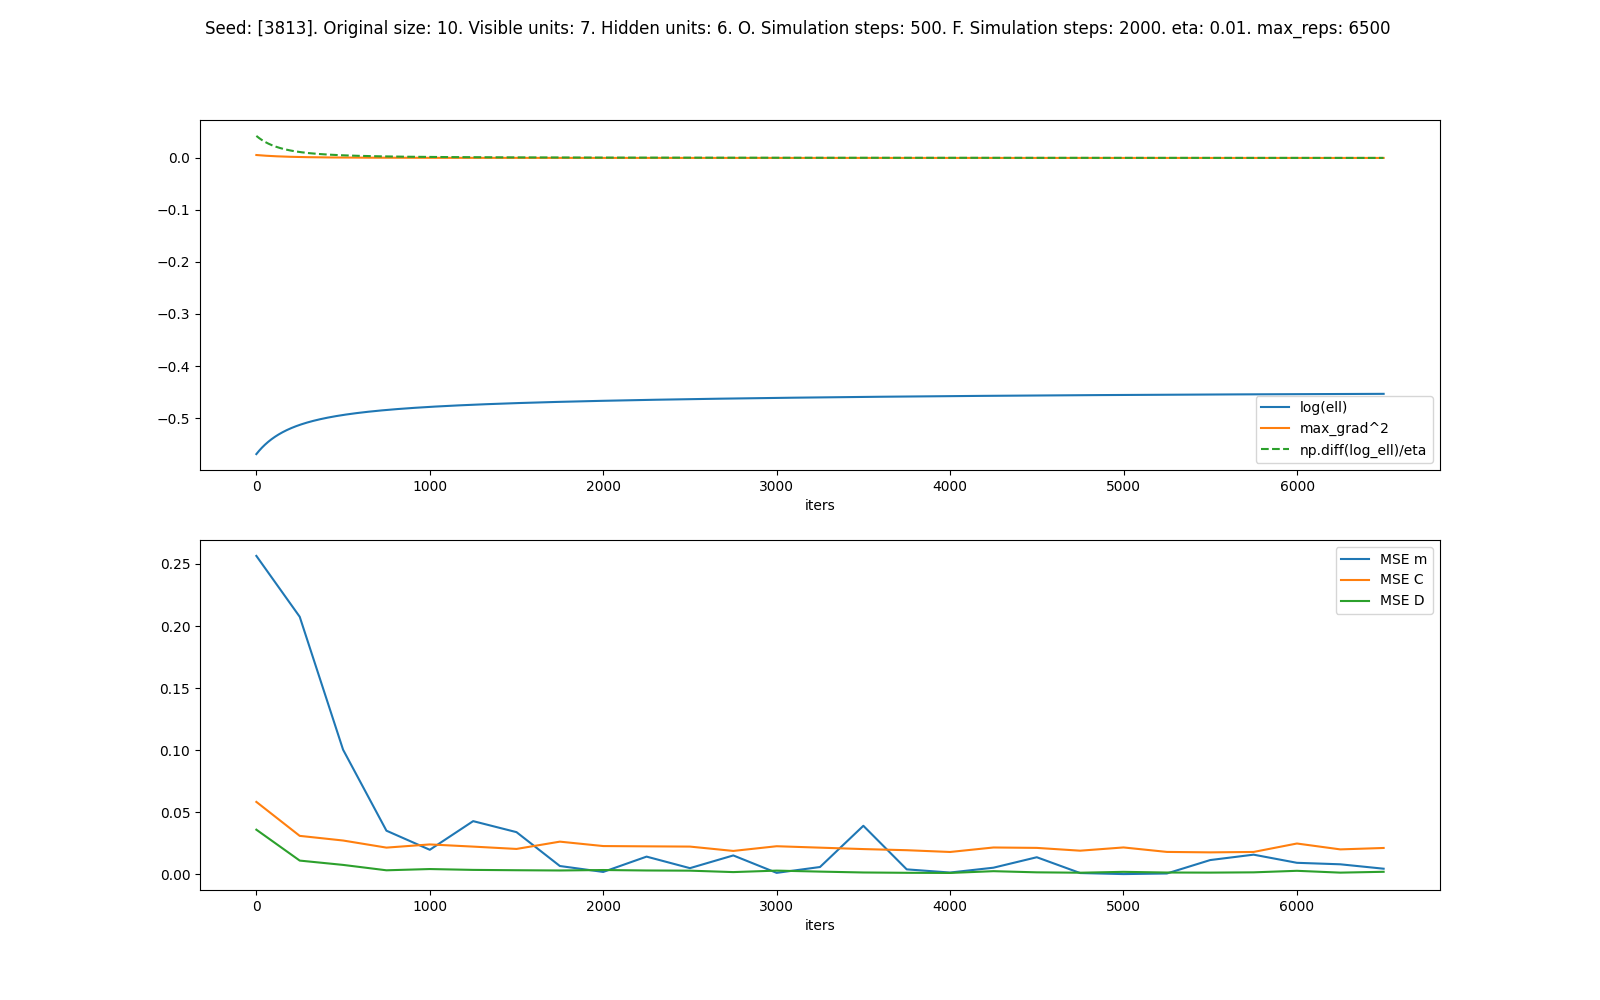 Seed: [3813]. Original size: 10. Visible units: 7. Hidden units: 6. O. Simulation steps: 500. F. Simulation steps: 2000. eta: 0.01. max_reps: 6500
0.0
−0.1
−0.2
−0.3
−0.4
−0.5
log(ell)
max_grad^2
np.diff(log_ell)/eta
0 1000 2000 3000 4000 5000 6000
iters
0.25
0.20
0.15
0.10
0.05
0.00
MSE m
MSE C
MSE D
0 1000 2000 3000 4000 5000 6000
iters